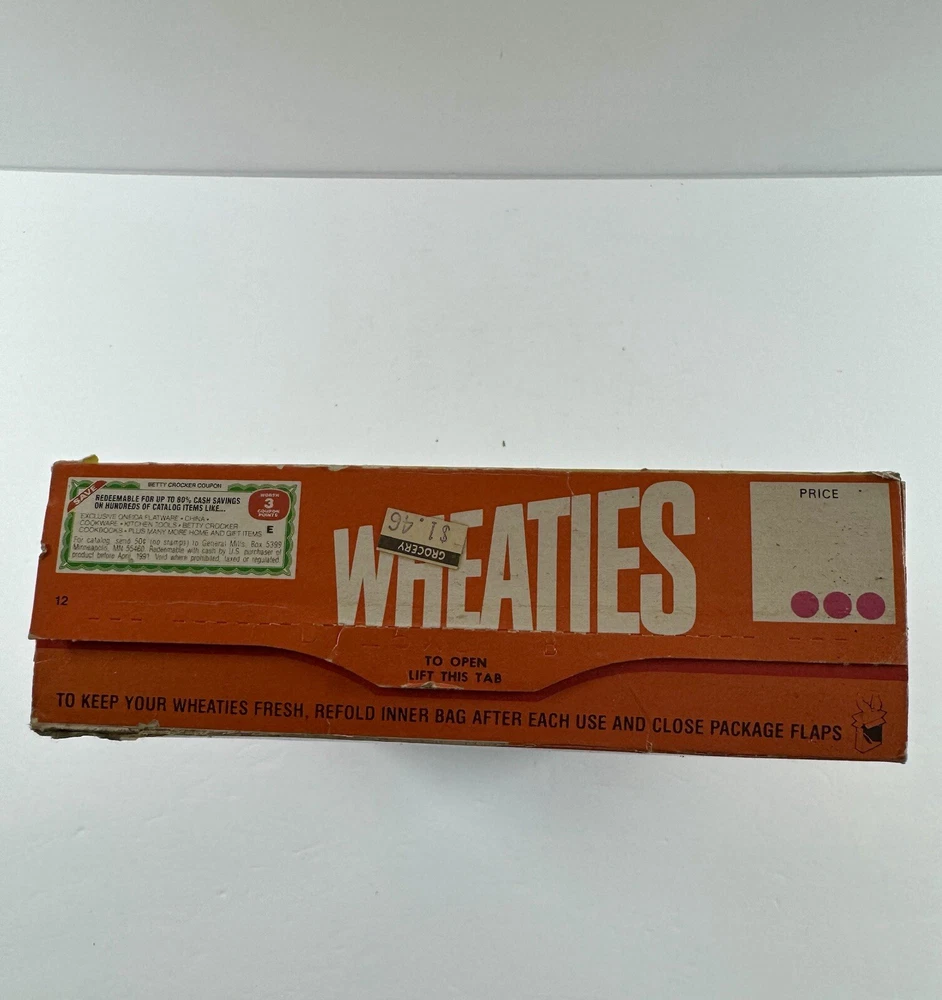 BETTY CROCKER COUPON
SAVE
REDEEMABLE FOR UP TO 80% CASH SAVINGS
ON HUNDREDS OF CATALOG ITEMS LIKE...
EXCLUSIVE ONEIDA FLATWARE • CHINA •
COOKWARE • KITCHEN TOOLS • BETTY CROCKER
COOKBOOKS • PLUS MANY MORE HOME AND GIFT ITEMS
For catalog, send 50¢ (no stamps) to General Mills, Box 5399
Minneapolis, MN 55460. Redeemable with cash by U.S. purchaser of
product before April, 1991. Void where prohibited, taxed or regulated.
WORTH
3
COUPON
POINTS
E
12
WHEATIES
$1.46
GROCERY
PRICE
TO OPEN
LIFT THIS TAB
TO KEEP YOUR WHEATIES FRESH, REFOLD INNER BAG AFTER EACH USE AND CLOSE PACKAGE FLAPS